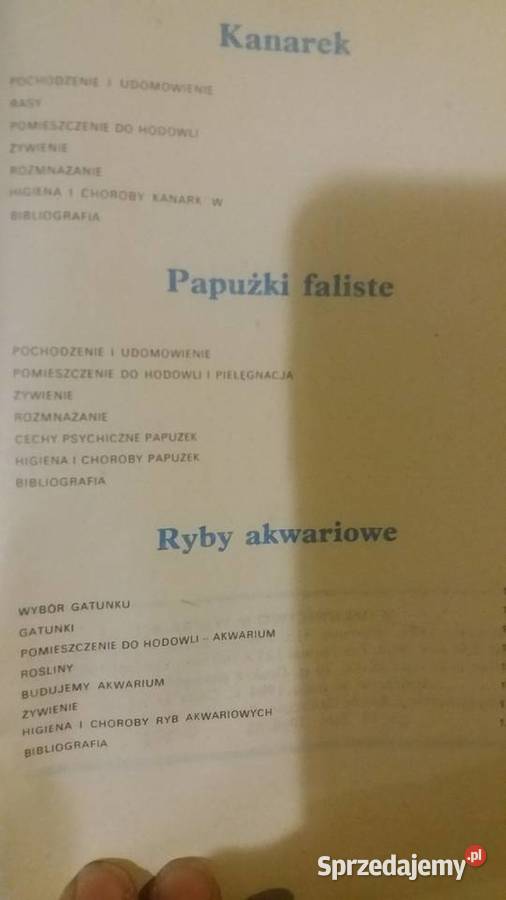 Kanarek
POCHODZENIE I UDOMOWIENIE
RASY
POMIESZCZENIE DO HODOWLI
ŻYWIENIE
ROZMNAŻANIE
HIGIENA I CHOROBY KANARK W
BIBLIOGRAFIA
Papużki faliste
POCHODZENIE I UDOMOWIENIE
POMIESZCZENIE DO HODOWLI I PIELĘGNACJA
ŻYWIENIE
ROZMNAŻANIE
CECHY PSYCHICZNE PAPUŻEK
HIGIENA I CHOROBY PAPUŻEK
BIBLIOGRAFIA
Ryby akwariowe
WYBÓR GATUNKU
GATUNKI
POMIESZCZENIE DO HODOWLI – AKWARIUM
ROŚLINY
BUDUJEMY AKWARIUM
ŻYWIENIE
HIGIENA I CHOROBY RYB AKWARIOWYCH
BIBLIOGRAFIA
Sprzedajemy.pl